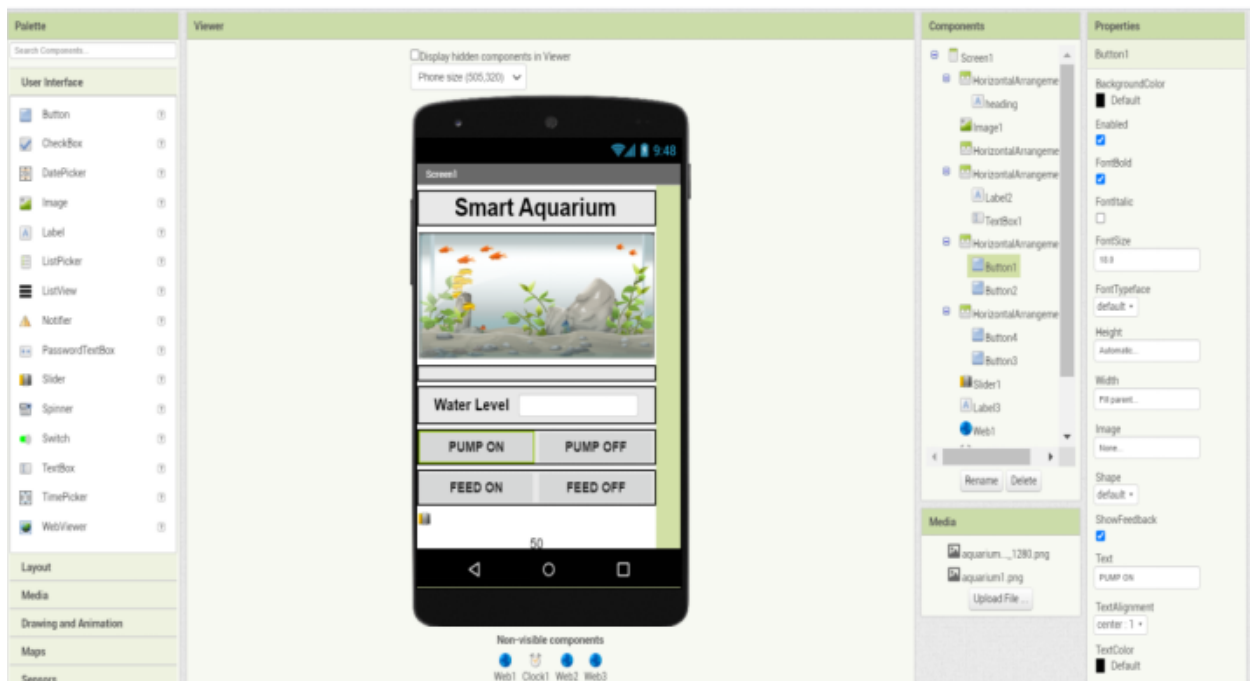 Palette
Search Components...
User Interface
Button
CheckBox
DatePicker
Image
Label
ListPicker
ListView
Notifier
PasswordTextBox
Slider
Spinner
Switch
TextBox
TimePicker
WebViewer
Layout
Media
Drawing and Animation
Maps
Sensors
Viewer
Display hidden components in Viewer
Phone size (505,320)
9:48
Screen1
Smart Aquarium
Water Level
PUMP ON PUMP OFF
FEED ON FEED OFF
50
Non-visible components
Web1 Clock1 Web2 Web3
Components
Screen1
HorizontalArrangeme
heading
Image1
HorizontalArrangeme
HorizontalArrangeme
Label2
TextBox1
HorizontalArrangeme
Button1
Button2
HorizontalArrangeme
Button4
Button3
Slider1
Label3
Web1
Rename Delete
Media
aquarium..._1280.png
aquarium1.png
Upload File ...
Properties
Button1
BackgroundColor
Default
Enabled
FontBold
FontItalic
FontSize
FontTypeface
default
Height
Automatic...
Width
Fill parent...
Image
None...
Shape
default
ShowFeedback
Text
PUMP ON
TextAlignment
center : 1
TextColor
Default